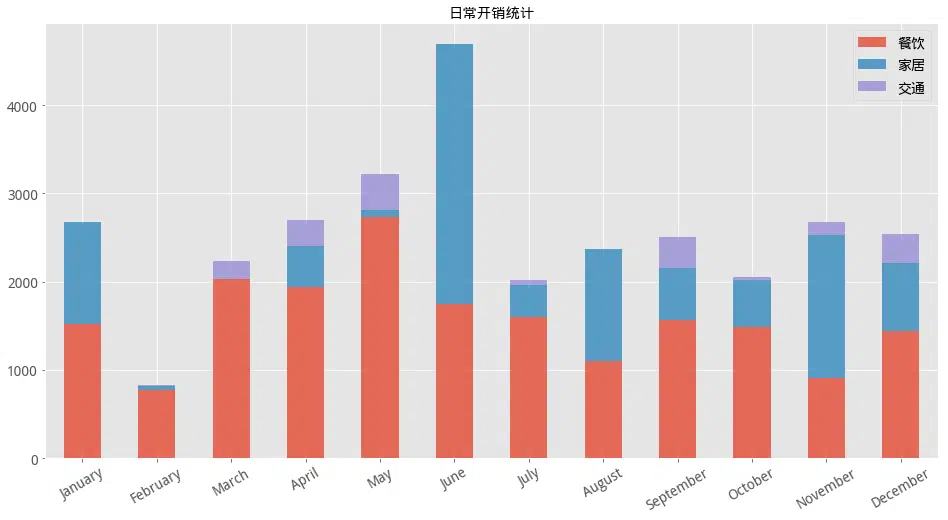 日常开销统计
餐饮
家居
交通
4000
3000
2000
1000
0
January February March April May June July August September October November December